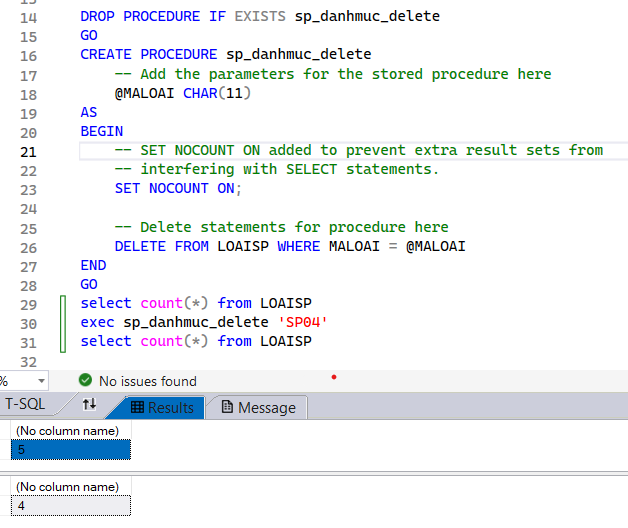 14 DROP PROCEDURE IF EXISTS sp_danhmuc_delete
15 GO
16 CREATE PROCEDURE sp_danhmuc_delete
17 -- Add the parameters for the stored procedure here
18 @MALOAI CHAR(11)
19 AS
20 BEGIN
21 -- SET NOCOUNT ON added to prevent extra result sets from
22 -- interfering with SELECT statements.
23 SET NOCOUNT ON;
24
25 -- Delete statements for procedure here
26 DELETE FROM LOAISP WHERE MALOAI = @MALOAI
27 END
28 GO
29 select count(*) from LOAISP
30 exec sp_danhmuc_delete 'SP04'
31 select count(*) from LOAISP
32
% No issues found
T-SQL Results Message
(No column name)
5
(No column name)
4